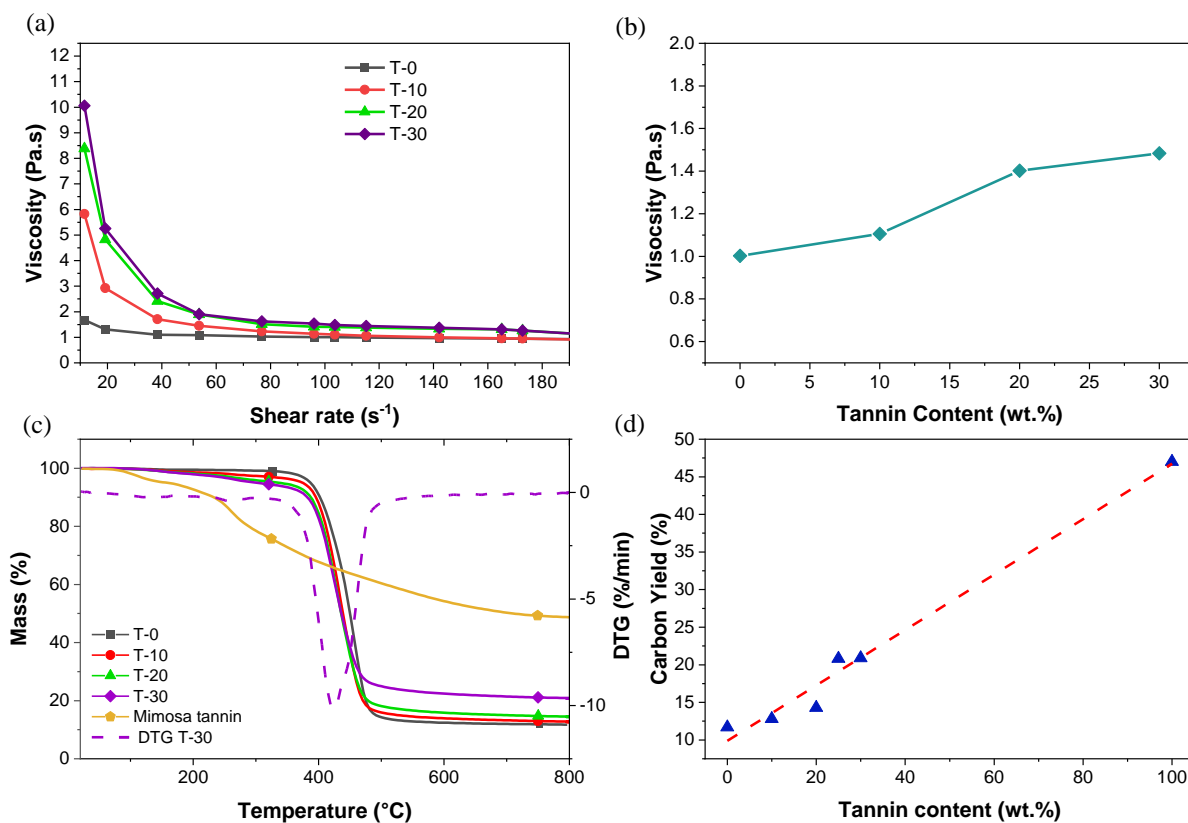 (a)
12
11
10
9
8
7
6
5
4
3
2
1
0
Viscosity (Pa.s)
T-0
T-10
T-20
T-30
20 40 60 80 100 120 140 160 180
Shear rate (s⁻¹)
(b)
2.0
1.8
1.6
1.4
1.2
1.0
0.8
0.6
Visocsity (Pa.s)
0 5 10 15 20 25 30
Tannin Content (wt.%)
(c)
100
80
60
40
20
0
Mass (%)
T-0
T-10
T-20
T-30
Mimosa tannin
DTG T-30
0
-5
-10
DTG (%/min)
200 400 600 800
Temperature (°C)
(d)
50
45
40
35
30
25
20
15
10
Carbon Yield (%)
0 20 40 60 80 100
Tannin content (wt.%)